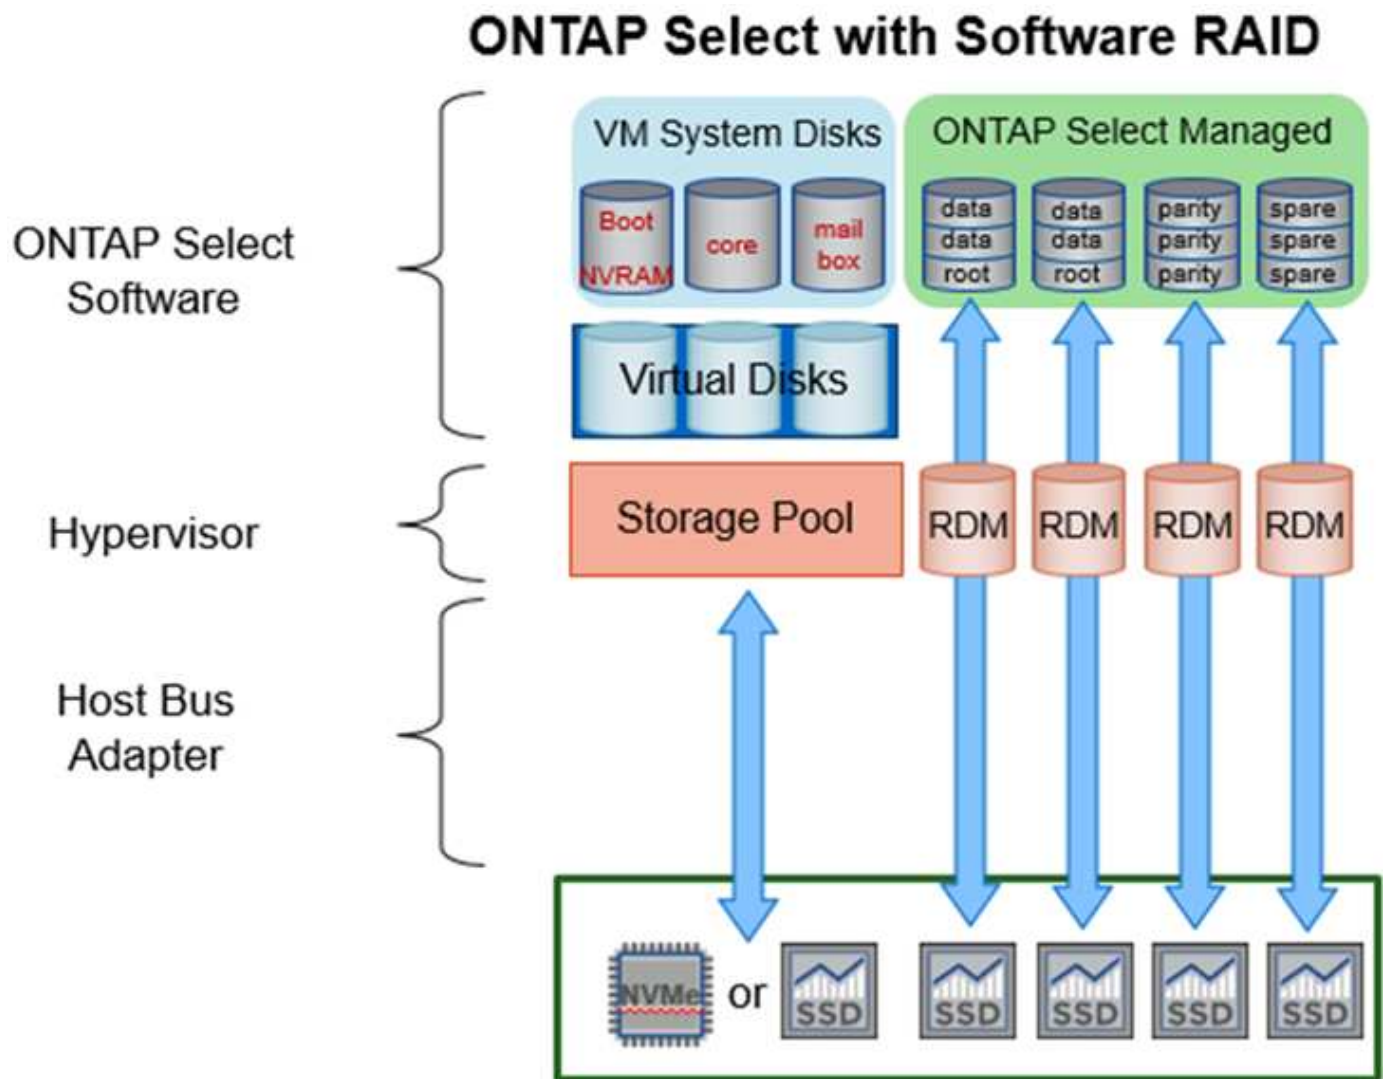 ONTAP Select with Software RAID
ONTAP Select
Software
VM System Disks
Boot
NVRAM
core
mail
box
ONTAP Select Managed
data
data
root
data
data
root
parity
parity
parity
spare
spare
spare
Virtual Disks
Hypervisor
Storage Pool
RDM
RDM
RDM
RDM
Host Bus
Adapter
NVMe
or
SSD
SSD
SSD
SSD
SSD